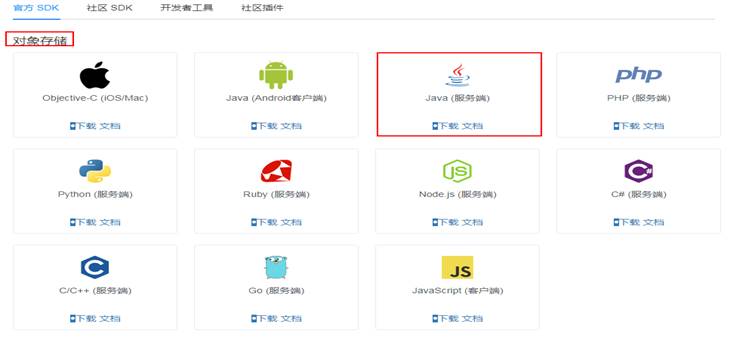 官方 SDK 社区 SDK 开发者工具 社区插件
对象存储
php
Objective-C (iOS/Mac) Java (Android客户端) Java (服务端) PHP (服务端)
下载 文档 下载 文档 下载 文档 下载 文档
JS C#
Python (服务端) Ruby (服务端) Node.js (服务端) C# (服务端)
下载 文档 下载 文档 下载 文档 下载 文档
C JS
C/C++ (服务端) Go (服务端) JavaScript (客户端)
下载 文档 下载 文档 下载 文档